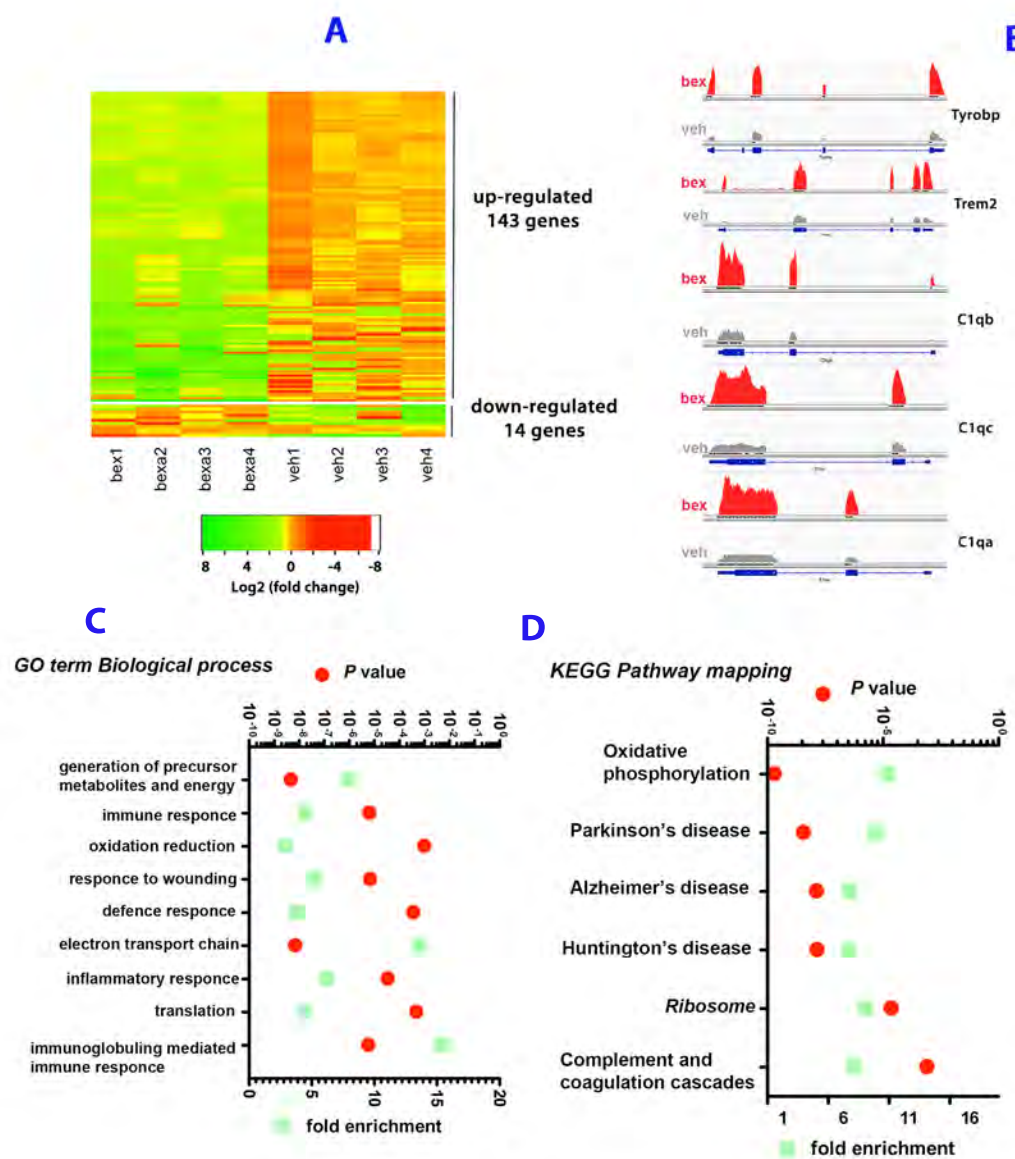 A
up-regulated
143 genes
down-regulated
14 genes
bex1
bexa2
bexa3
bexa4
veh1
veh2
veh3
veh4
8 4 0 -4 -8
Log2 (fold change)
bex
veh
Tyrobp
bex
veh
Trem2
bex
veh
C1qb
bex
veh
C1qc
bex
veh
C1qa
C
GO term Biological process
P value
10-10 10-9 10-8 10-7 10-6 10-5 10-4 10-3 10-2 10-1 100
generation of precursor
metabolites and energy
immune responce
oxidation reduction
responce to wounding
defence responce
electron transport chain
inflammatory responce
translation
immunoglobuling mediated
immune responce
0 5 10 15 20
fold enrichment
D
KEGG Pathway mapping
P value
10-10 10-5 100
Oxidative
phosphorylation
Parkinson's disease
Alzheimer's disease
Huntington's disease
Ribosome
Complement and
coagulation cascades
1 6 11 16
fold enrichment